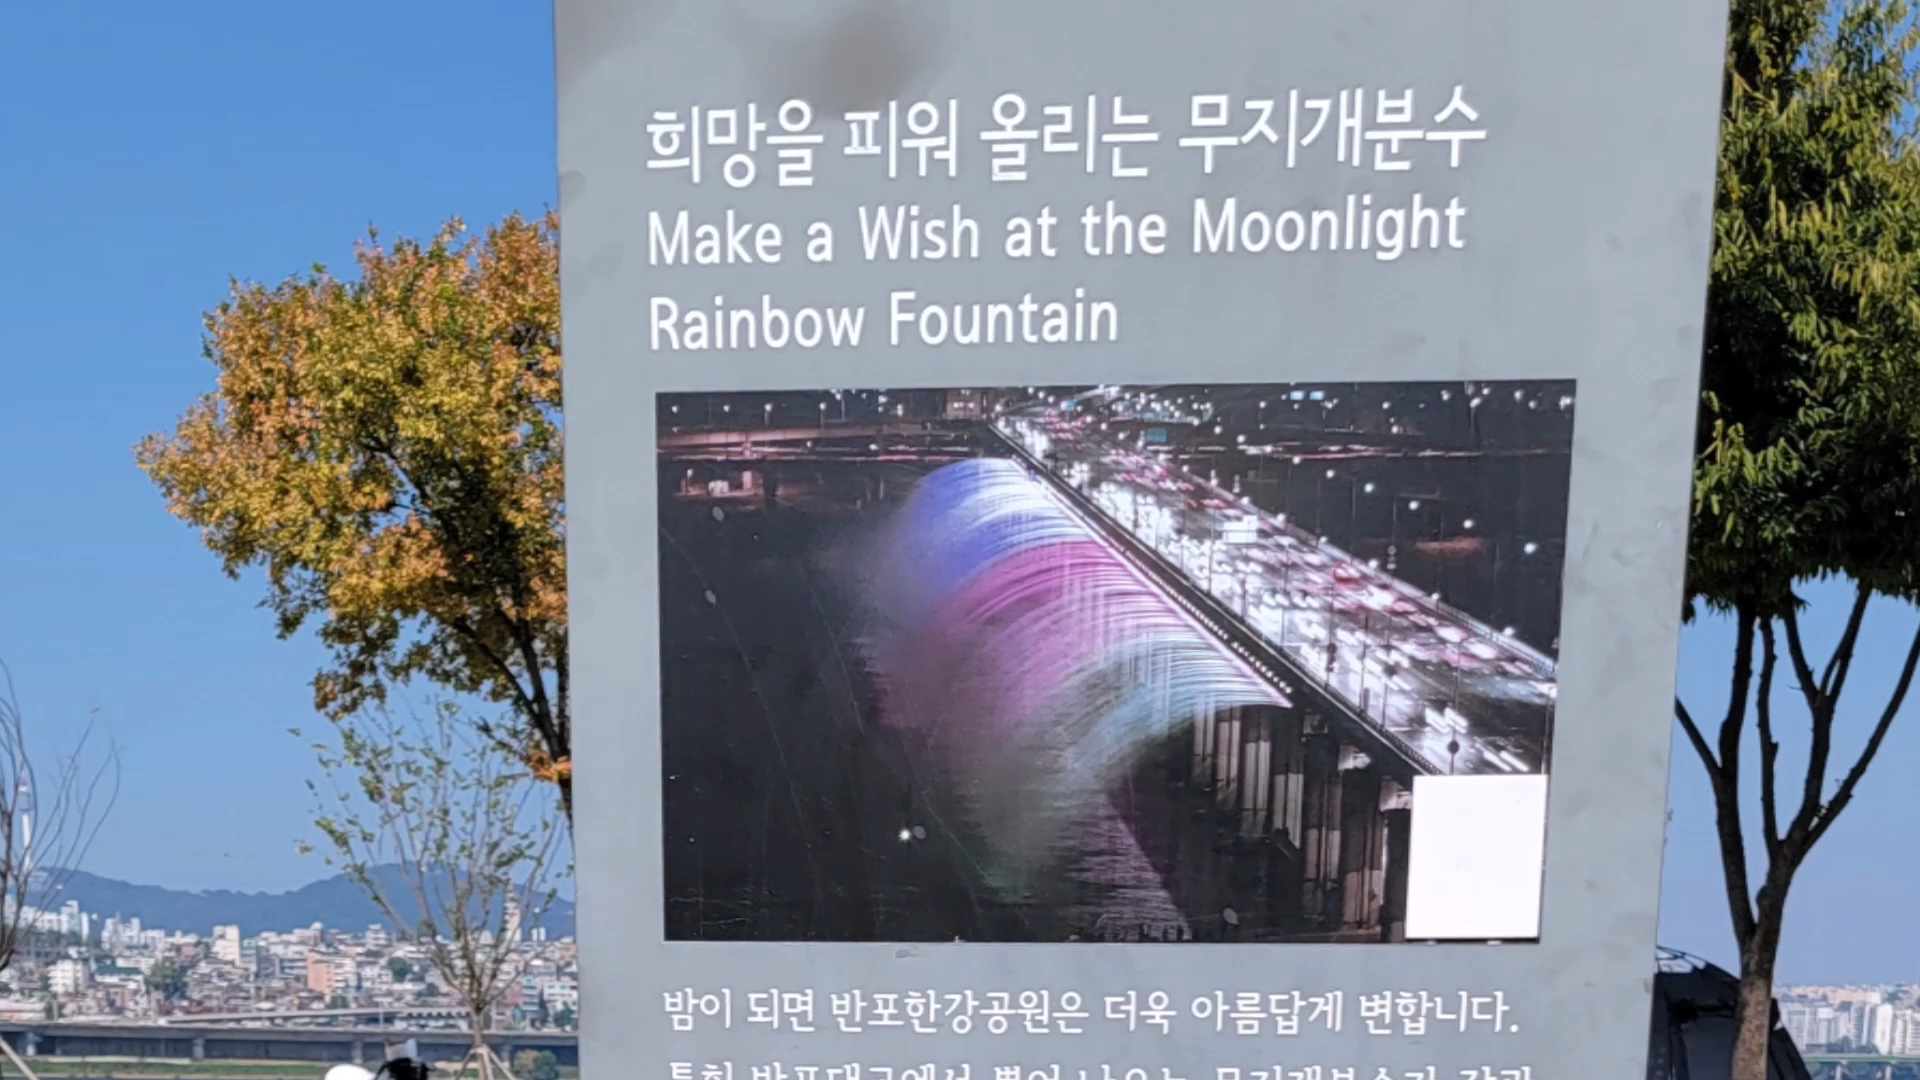 희망을 피워 올리는 무지개분수
Make a Wish at the Moonlight
Rainbow Fountain
밤이 되면 반포한강공원은 더욱 아름답게 변합니다.